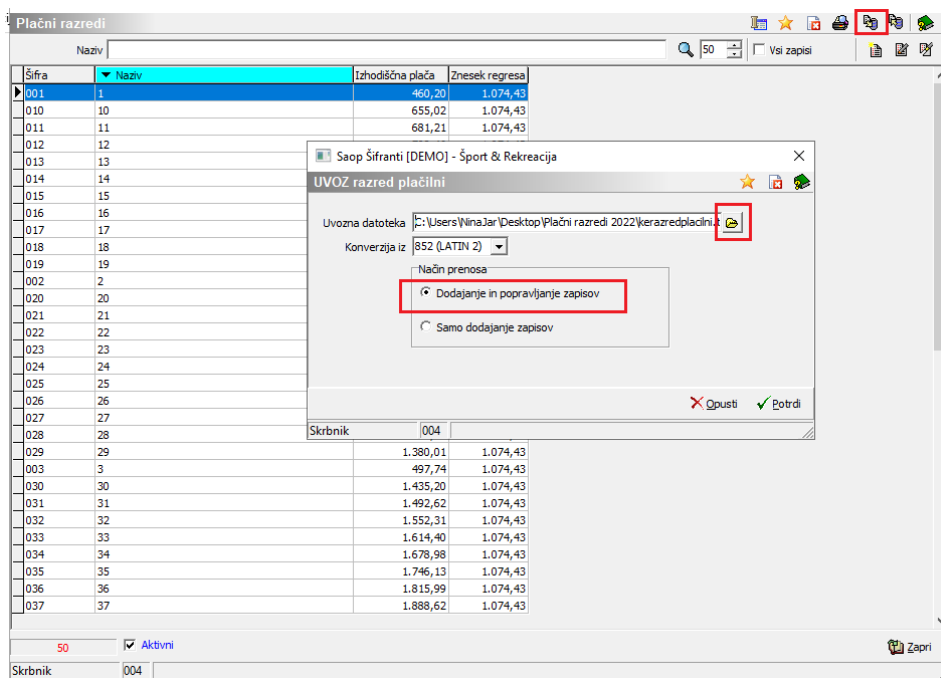 Plačni razredi
Naziv 50 Vsi zapisi
Šifra Naziv Izhodiščna plača Znesek regresa
001 1 460,20 1.074,43
010 10 655,02 1.074,43
011 11 681,21 1.074,43
012 12
013 13
014 14
015 15
016 16
017 17
018 18
019 19
002 2
020 20
021 21
022 22
023 23
024 24
025 25
026 26
027 27
028 28
029 29 1.380,01 1.074,43
003 3 497,74 1.074,43
030 30 1.435,20 1.074,43
031 31 1.492,62 1.074,43
032 32 1.552,31 1.074,43
033 33 1.614,40 1.074,43
034 34 1.678,98 1.074,43
035 35 1.746,13 1.074,43
036 36 1.815,99 1.074,43
037 37 1.888,62 1.074,43
Saop Šifranti [DEMO] - Šport & Rekreacija
UVOZ razred plačilni
Uvozna datoteka C:\Users\NinaJar\Desktop\Plačni razredi 2022\kerazredplacilni.t
Konverzija iz 852 (LATIN 2)
Način prenosa
Dodajanje in popravljanje zapisov
Samo dodajanje zapisov
Opusti Potrdi
Skrbnik 004
50 Aktivni Zapri
Skrbnik 004